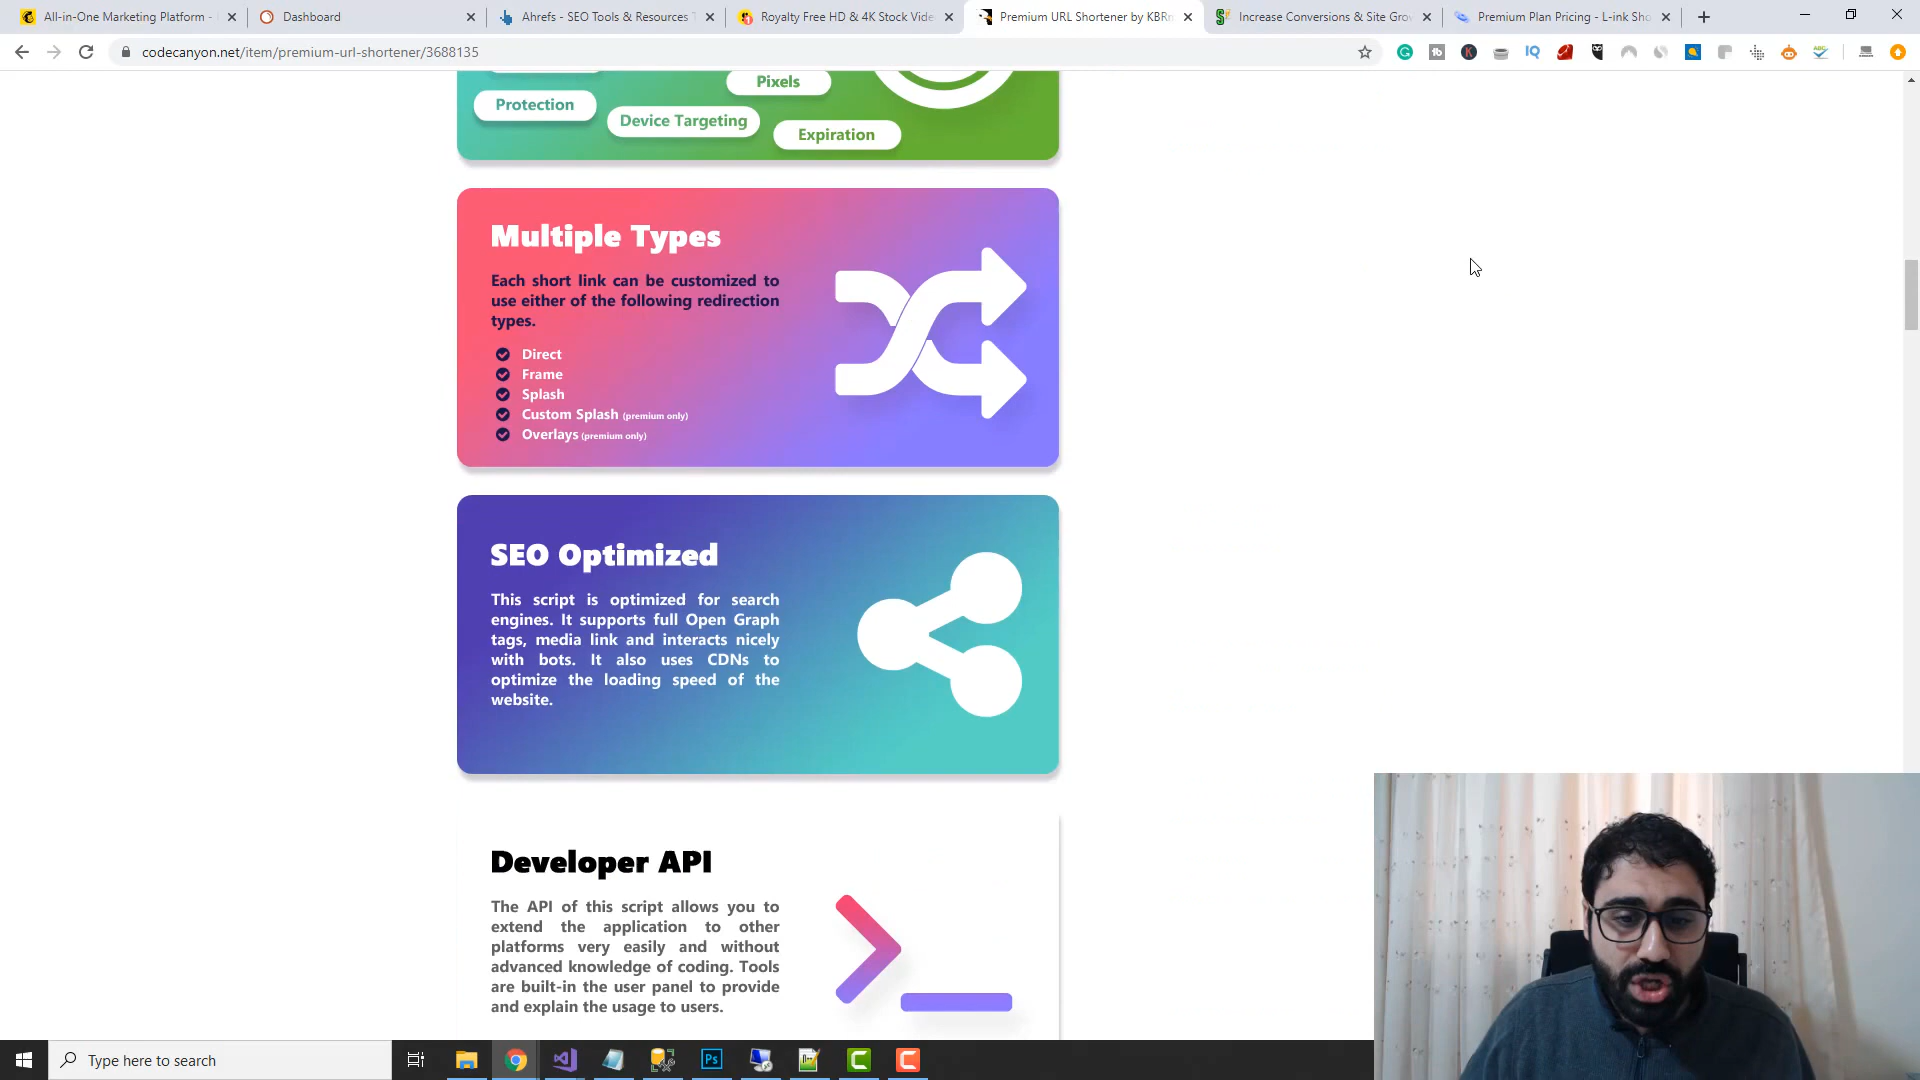 All-in-One Marketing Platform -
Dashboard
Ahrefs - SEO Tools & Resources
Royalty Free HD & 4K Stock Vide
Premium URL Shortener by KBR
Increase Conversions & Site Grow
Premium Plan Pricing - L-ink Sho
codecanyon.net/item/premium-url-shortener/3688135
Pixels
Protection
Device Targeting
Expiration
Multiple Types
Each short link can be customized to
use either of the following redirection
types.
Direct
Frame
Splash
Custom Splash (premium only)
Overlays (premium only)
SEO Optimized
This script is optimized for search
engines. It supports full Open Graph
tags, media link and interacts nicely
with bots. It also uses CDNs to
optimize the loading speed of the
website.
Developer API
The API of this script allows you to
extend the application to other
platforms very easily and without
advanced knowledge of coding. Tools
are built-in the user panel to provide
and explain the usage to users.
Type here to search